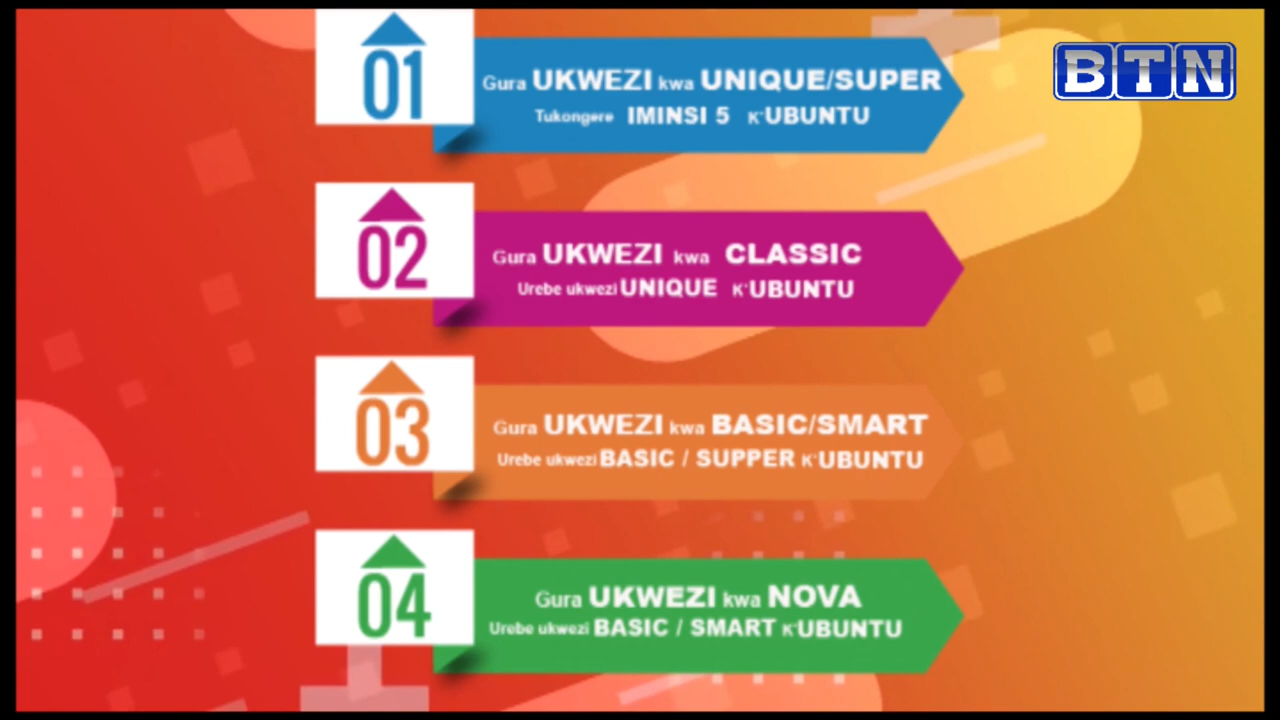 BTN
01
Gura UKWEZI kwa UNIQUE/SUPER
Tukongere IMINSI 5 K'UBUNTU
02
Gura UKWEZI kwa CLASSIC
Urebe ukwezi UNIQUE K'UBUNTU
03
Gura UKWEZI kwa BASIC/SMART
Urebe ukwezi BASIC / SUPPER K'UBUNTU
04
Gura UKWEZI kwa NOVA
Urebe ukwezi BASIC / SMART K'UBUNTU